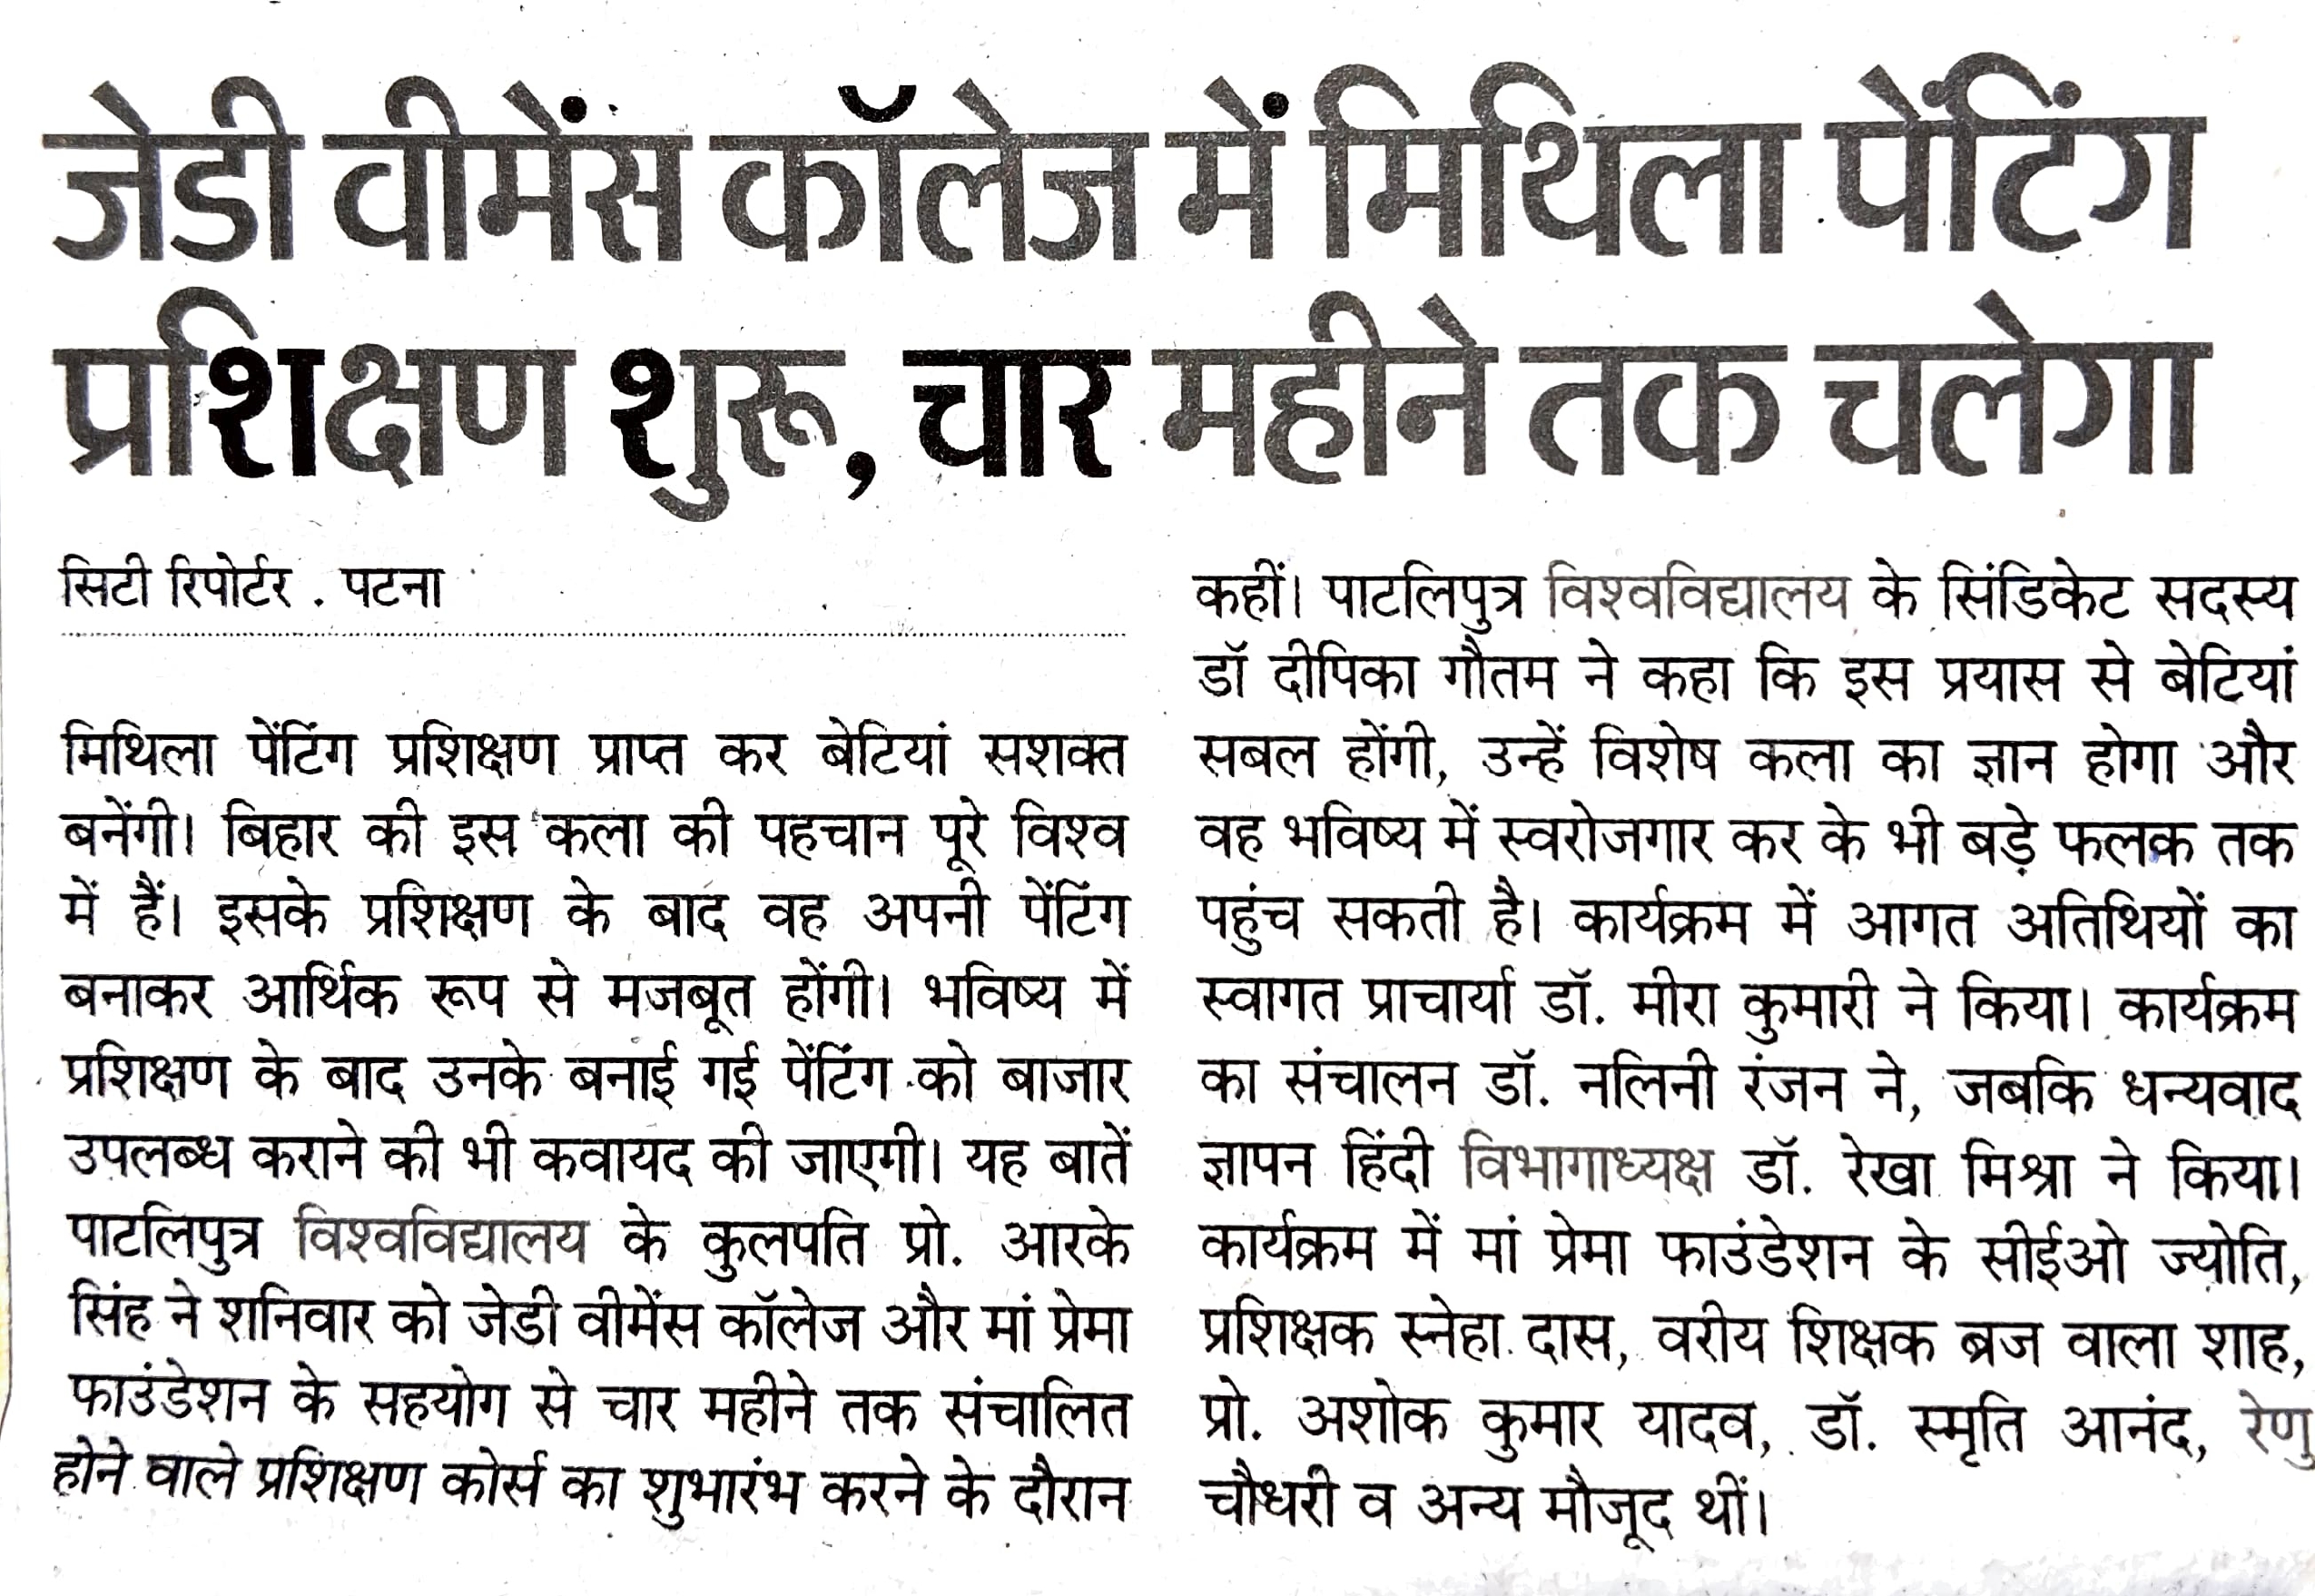 जेडी वीमेंस कॉलेज में मिथिला पेंटिंग
प्रशिक्षण शुरू, चार महीने तक चलेगा
सिटी रिपोर्टर . पटना
मिथिला पेंटिंग प्रशिक्षण प्राप्त कर बेटियां सशक्त
बनेंगी। बिहार की इस कला की पहचान पूरे विश्व
में हैं। इसके प्रशिक्षण के बाद वह अपनी पेंटिंग
बनाकर आर्थिक रूप से मजबूत होंगी। भविष्य में
प्रशिक्षण के बाद उनके बनाई गई पेंटिंग को बाजार
उपलब्ध कराने की भी कवायद की जाएगी। यह बातें
पाटलिपुत्र विश्वविद्यालय के कुलपति प्रो. आरके
सिंह ने शनिवार को जेडी वीमेंस कॉलेज और मां प्रेमा
फाउंडेशन के सहयोग से चार महीने तक संचालित
होने वाले प्रशिक्षण कोर्स का शुभारंभ करने के दौरान
कहीं। पाटलिपुत्र विश्वविद्यालय के सिंडिकेट सदस्य
डॉ दीपिका गौतम ने कहा कि इस प्रयास से बेटियां
सबल होंगी, उन्हें विशेष कला का ज्ञान होगा और
वह भविष्य में स्वरोजगार कर के भी बड़े फलक तक
पहुंच सकती है। कार्यक्रम में आगत अतिथियों का
स्वागत प्राचार्या डॉ. मीरा कुमारी ने किया। कार्यक्रम
का संचालन डॉ. नलिनी रंजन ने, जबकि धन्यवाद
ज्ञापन हिंदी विभागाध्यक्ष डॉ. रेखा मिश्रा ने किया।
कार्यक्रम में मां प्रेमा फाउंडेशन के सीईओ ज्योति,
प्रशिक्षक स्नेहा दास, वरीय शिक्षक ब्रज वाला शाह,
प्रो. अशोक कुमार यादव, डॉ. स्मृति आनंद, रेणु
चौधरी व अन्य मौजूद थीं।